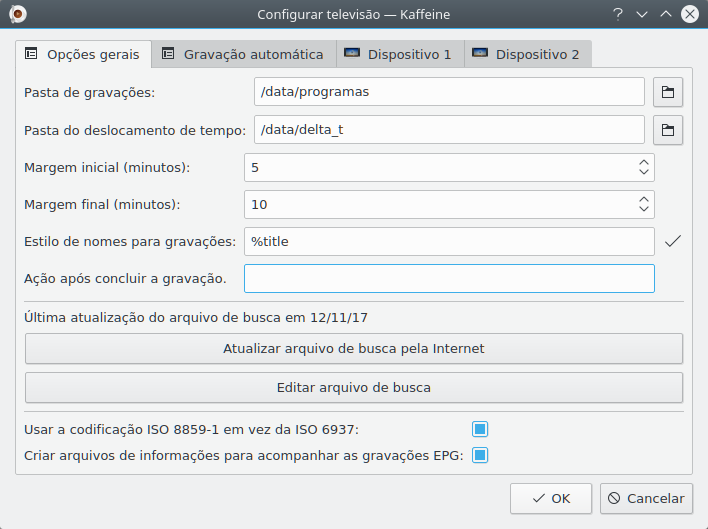 Configurar televisão — Kaffeine
Opções gerais
Gravação automática
Dispositivo 1
Dispositivo 2
Pasta de gravações:
/data/programas
Pasta do deslocamento de tempo:
/data/delta_t
Margem inicial (minutos):
5
Margem final (minutos):
10
Estilo de nomes para gravações:
%title
Ação após concluir a gravação.
Última atualização do arquivo de busca em 12/11/17
Atualizar arquivo de busca pela Internet
Editar arquivo de busca
Usar a codificação ISO 8859-1 em vez da ISO 6937:
Criar arquivos de informações para acompanhar as gravações EPG:
OK
Cancelar